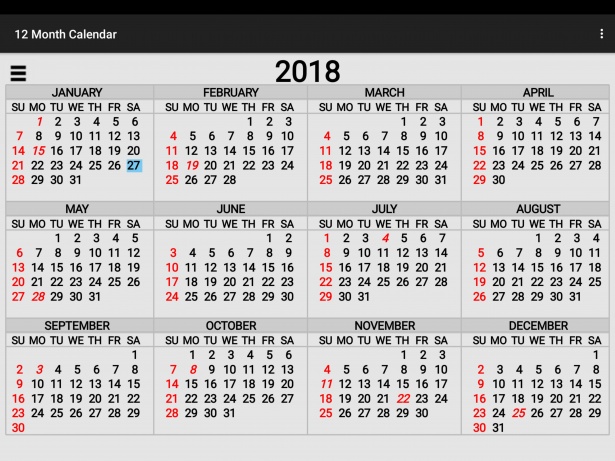 12 Month Calendar
2018
JANUARY
SU MO TU WE TH FR SA
1 2 3 4 5 6
7 8 9 10 11 12 13
14 15 16 17 18 19 20
21 22 23 24 25 26 27
28 29 30 31
FEBRUARY
SU MO TU WE TH FR SA
1 2 3
4 5 6 7 8 9 10
11 12 13 14 15 16 17
18 19 20 21 22 23 24
25 26 27 28
MARCH
SU MO TU WE TH FR SA
1 2 3
4 5 6 7 8 9 10
11 12 13 14 15 16 17
18 19 20 21 22 23 24
25 26 27 28 29 30 31
APRIL
SU MO TU WE TH FR SA
1 2 3 4 5 6 7
8 9 10 11 12 13 14
15 16 17 18 19 20 21
22 23 24 25 26 27 28
29 30
MAY
SU MO TU WE TH FR SA
1 2 3 4 5
6 7 8 9 10 11 12
13 14 15 16 17 18 19
20 21 22 23 24 25 26
27 28 29 30 31
JUNE
SU MO TU WE TH FR SA
1 2
3 4 5 6 7 8 9
10 11 12 13 14 15 16
17 18 19 20 21 22 23
24 25 26 27 28 29 30
JULY
SU MO TU WE TH FR SA
1 2 3 4 5 6 7
8 9 10 11 12 13 14
15 16 17 18 19 20 21
22 23 24 25 26 27 28
29 30 31
AUGUST
SU MO TU WE TH FR SA
1 2 3 4
5 6 7 8 9 10 11
12 13 14 15 16 17 18
19 20 21 22 23 24 25
26 27 28 29 30 31
SEPTEMBER
SU MO TU WE TH FR SA
1
2 3 4 5 6 7 8
9 10 11 12 13 14 15
16 17 18 19 20 21 22
23 24 25 26 27 28 29
30
OCTOBER
SU MO TU WE TH FR SA
1 2 3 4 5 6
7 8 9 10 11 12 13
14 15 16 17 18 19 20
21 22 23 24 25 26 27
28 29 30 31
NOVEMBER
SU MO TU WE TH FR SA
1 2 3
4 5 6 7 8 9 10
11 12 13 14 15 16 17
18 19 20 21 22 23 24
25 26 27 28 29 30
DECEMBER
SU MO TU WE TH FR SA
1
2 3 4 5 6 7 8
9 10 11 12 13 14 15
16 17 18 19 20 21 22
23 24 25 26 27 28 29
30 31